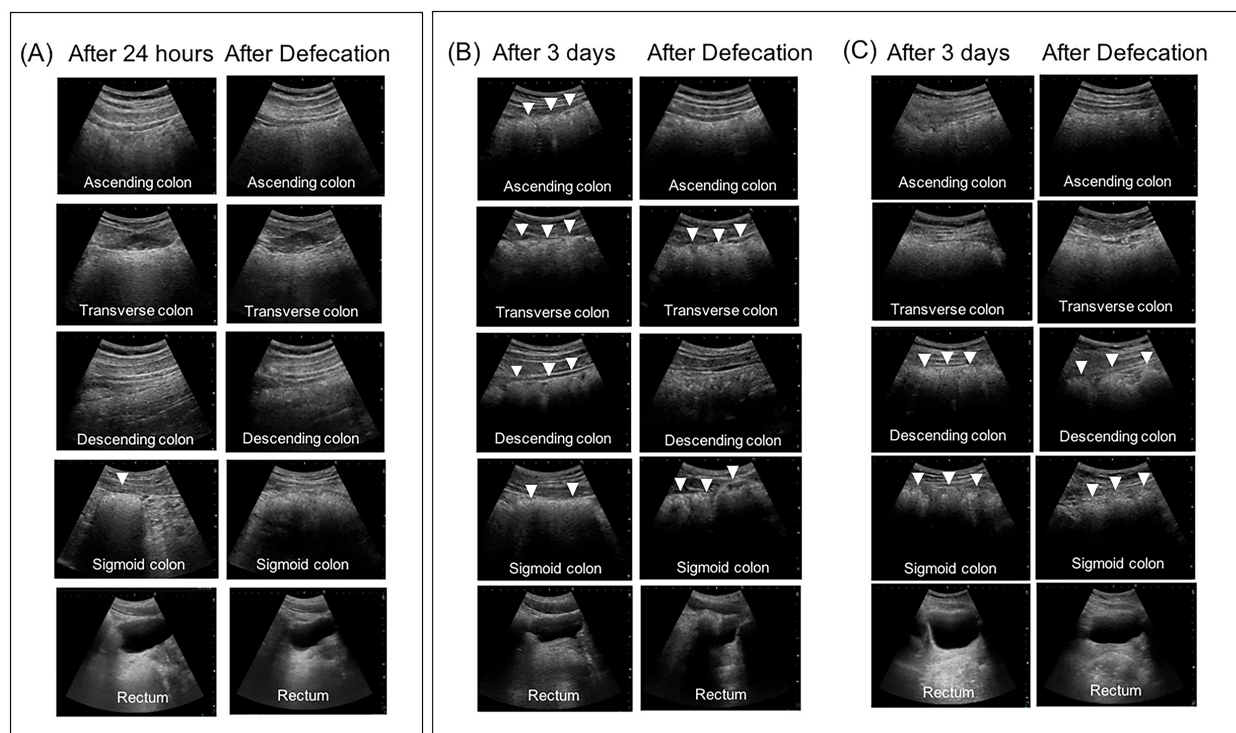 (A) After 24 hours After Defecation
Ascending colon Ascending colon
Transverse colon Transverse colon
Descending colon Descending colon
Sigmoid colon Sigmoid colon
Rectum Rectum
(B) After 3 days After Defecation
Ascending colon Ascending colon
Transverse colon Transverse colon
Descending colon Descending colon
Sigmoid colon Sigmoid colon
Rectum Rectum
(C) After 3 days After Defecation
Ascending colon Ascending colon
Transverse colon Transverse colon
Descending colon Descending colon
Sigmoid colon Sigmoid colon
Rectum Rectum